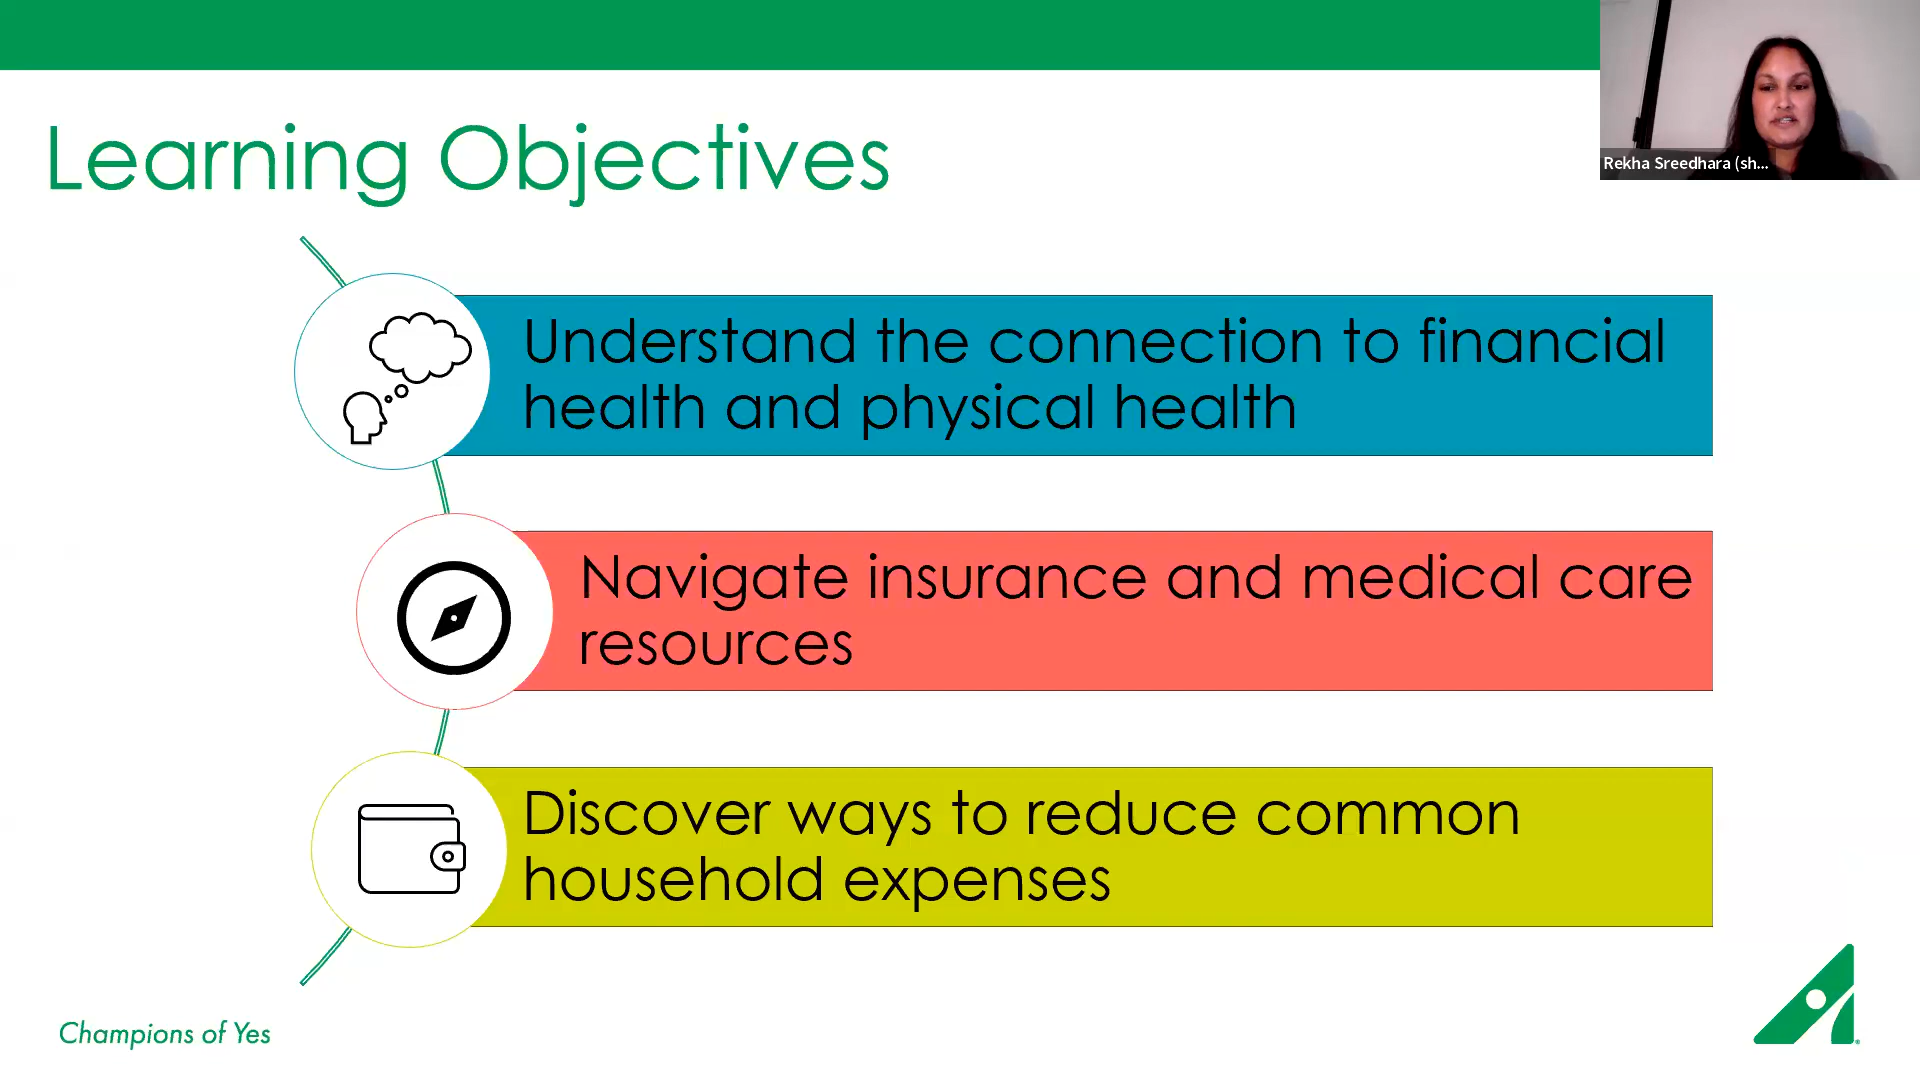 Learning Objectives
Rekha Sreedhara (sh...
Understand the connection to financial
health and physical health
Navigate insurance and medical care
resources
Discover ways to reduce common
household expenses
Champions of Yes